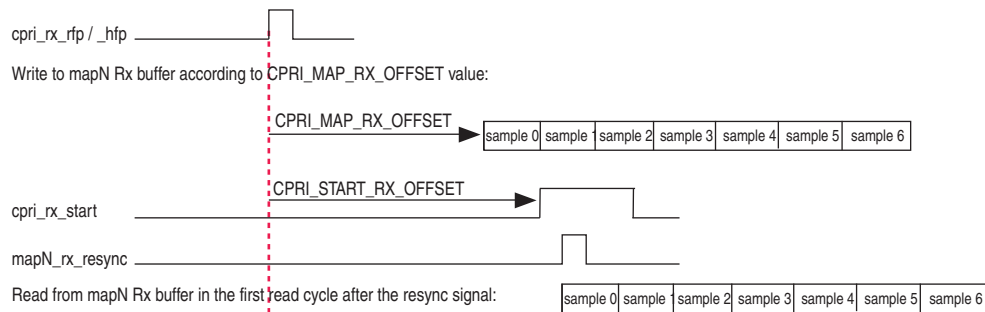 cpri_rx_rfp / _hfp
Write to mapN Rx buffer according to CPRI_MAP_RX_OFFSET value:
CPRI_MAP_RX_OFFSET
sample 0 sample 1 sample 2 sample 3 sample 4 sample 5 sample 6
CPRI_START_RX_OFFSET
cpri_rx_start
mapN_rx_resync
Read from mapN Rx buffer in the first read cycle after the resync signal:
sample 0 sample 1 sample 2 sample 3 sample 4 sample 5 sample 6